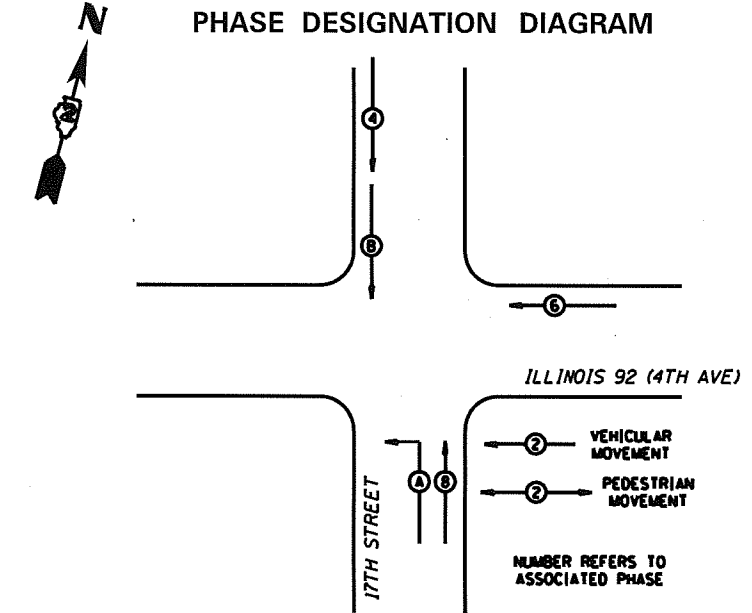 N
PHASE DESIGNATION DIAGRAM
4
B
6
ILLINOIS 92 (4TH AVE)
2
VEHICULAR
MOVEMENT
A
8
2
PEDESTRIAN
MOVEMENT
17TH STREET
NUMBER REFERS TO
ASSOCIATED PHASE